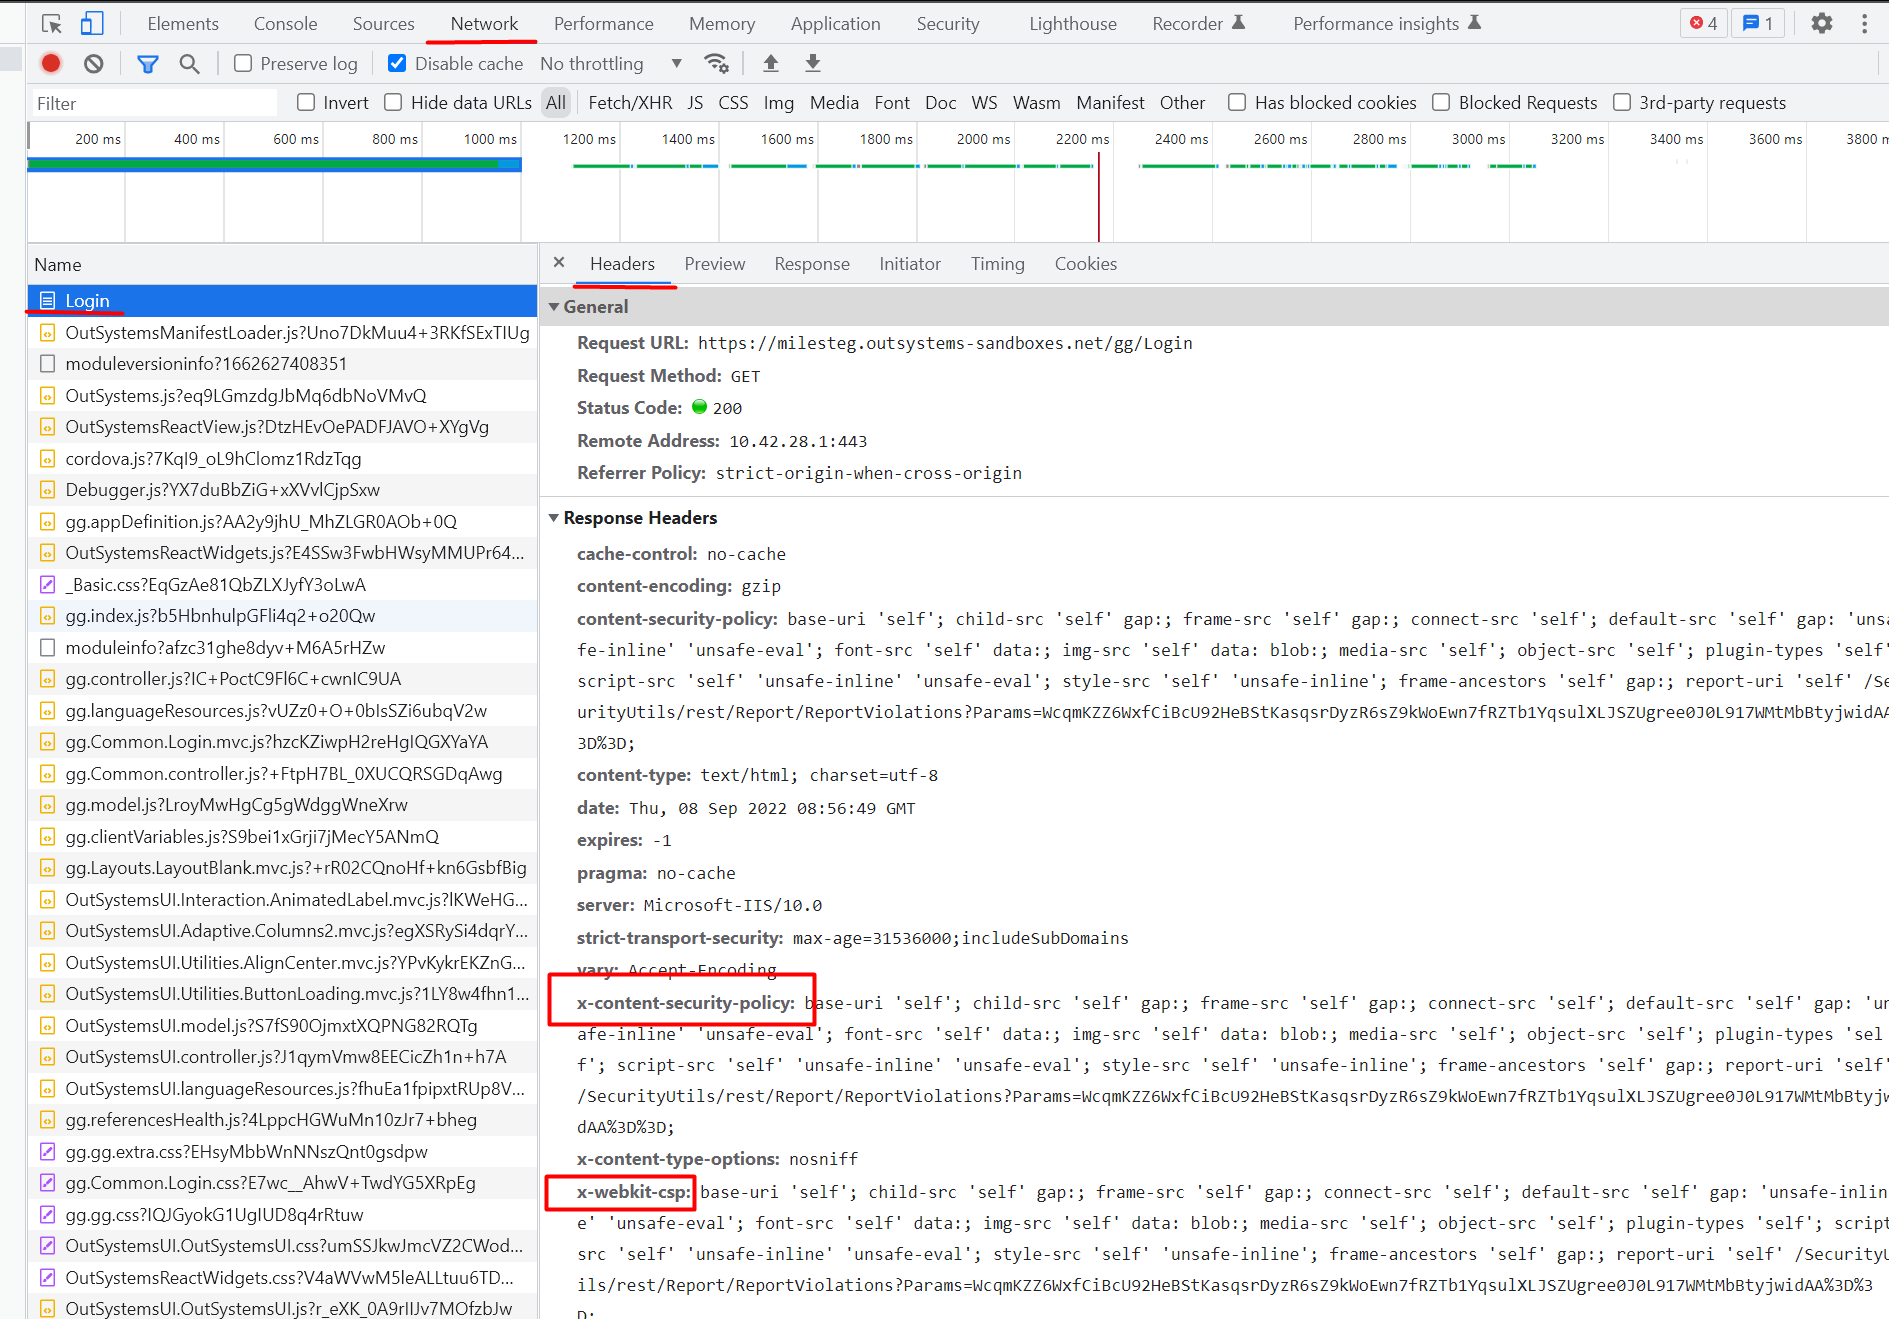 Elements Console Sources Network Performance Memory Application Security Lighthouse Recorder Performance insights 4 1
Preserve log Disable cache No throttling
Filter Invert Hide data URLs All Fetch/XHR JS CSS Img Media Font Doc WS Wasm Manifest Other Has blocked cookies Blocked Requests 3rd-party requests
200 ms 400 ms 600 ms 800 ms 1000 ms 1200 ms 1400 ms 1600 ms 1800 ms 2000 ms 2200 ms 2400 ms 2600 ms 2800 ms 3000 ms 3200 ms 3400 ms 3600 ms 3800 m
Name
Login
OutSystemsManifestLoader.js?Uno7DkMuu4+3RKfSExTIUg
moduleversioninfo?1662627408351
OutSystems.js?eq9LGmzdgJbMq6dbNoVMvQ
OutSystemsReactView.js?DtzHEvOePADFJAVO+XYgVg
cordova.js?7KqI9_oL9hClomz1RdzTqg
Debugger.js?YX7duBbZiG+xXVvlCjpSxw
gg.appDefinition.js?AA2y9jhU_MhZLGR0AOb+0Q
OutSystemsReactWidgets.js?E4SSw3FwbHWsyMMUPr64...
_Basic.css?EqGzAe81QbZLXJyfY3oLwA
gg.index.js?b5HbnhulpGFli4q2+o20Qw
moduleinfo?afzc31ghe8dyv+M6A5rHZw
gg.controller.js?IC+PoctC9Fl6C+cwnIC9UA
gg.languageResources.js?vUZz0+O+0bIsSZi6ubqV2w
gg.Common.Login.mvc.js?hzcKZiwpH2reHgIQGXYaYA
gg.Common.controller.js?+FtpH7BL_0XUCQRSGDqAwg
gg.model.js?LroyMwHgCg5gWdggWneXrw
gg.clientVariables.js?S9bei1xGrji7jMecY5ANmQ
gg.Layouts.LayoutBlank.mvc.js?+rR02CQnoHf+kn6GsbfBig
OutSystemsUI.Interaction.AnimatedLabel.mvc.js?lKWeHG...
OutSystemsUI.Adaptive.Columns2.mvc.js?egXSRySi4dqrY...
OutSystemsUI.Utilities.AlignCenter.mvc.js?YPvKykrEKZnG...
OutSystemsUI.Utilities.ButtonLoading.mvc.js?1LY8w4fhn1...
OutSystemsUI.model.js?S7fS90OjmxtXQPNG82RQTg
OutSystemsUI.controller.js?J1qymVmw8EECicZh1n+h7A
OutSystemsUI.languageResources.js?fhuEa1fpipxtRUp8V...
gg.referencesHealth.js?4LppcHGWuMn10zJr7+bheg
gg.gg.extra.css?EHsyMbbWnNNszQnt0gsdpw
gg.Common.Login.css?E7wc__AhwV+TwdYG5XRpEg
gg.gg.css?IQJGyokG1UgIUD8q4rRtuw
OutSystemsUI.OutSystemsUI.css?umSSJkwJmcVZ2CWod...
OutSystemsReactWidgets.css?V4aWVwM5leALLtuu6TD...
OutSystemsUI.OutSystemsUI.js?r_eXK_0A9rIIJv7MOfzbJw
Headers Preview Response Initiator Timing Cookies
General
Request URL: https://milesteg.outsystems-sandboxes.net/gg/Login
Request Method: GET
Status Code: 200
Remote Address: 10.42.28.1:443
Referrer Policy: strict-origin-when-cross-origin
Response Headers
cache-control: no-cache
content-encoding: gzip
content-security-policy: base-uri 'self'; child-src 'self' gap:; frame-src 'self' gap:; connect-src 'self'; default-src 'self' gap: 'unsa
fe-inline' 'unsafe-eval'; font-src 'self' data:; img-src 'self' data: blob:; media-src 'self'; object-src 'self'; plugin-types 'self'
script-src 'self' 'unsafe-inline' 'unsafe-eval'; style-src 'self' 'unsafe-inline'; frame-ancestors 'self' gap:; report-uri 'self' /Sec
urityUtils/rest/Report/ReportViolations?Params=WcqmKZZ6WxfCiBcU92HeBStKasqsrDyzR6sZ9kWoEwn7fRZTb1YqsulXLJSZUgree0J0L917WMtMbBtyjwidAA
3D%3D;
content-type: text/html; charset=utf-8
date: Thu, 08 Sep 2022 08:56:49 GMT
expires: -1
pragma: no-cache
server: Microsoft-IIS/10.0
strict-transport-security: max-age=31536000;includeSubDomains
vary: Accept-Encoding
x-content-security-policy: base-uri 'self'; child-src 'self' gap:; frame-src 'self' gap:; connect-src 'self'; default-src 'self' gap: 'un
afe-inline' 'unsafe-eval'; font-src 'self' data:; img-src 'self' data: blob:; media-src 'self'; object-src 'self'; plugin-types 'sel
f'; script-src 'self' 'unsafe-inline' 'unsafe-eval'; style-src 'self' 'unsafe-inline'; frame-ancestors 'self' gap:; report-uri 'self'
/SecurityUtils/rest/Report/ReportViolations?Params=WcqmKZZ6WxfCiBcU92HeBStKasqsrDyzR6sZ9kWoEwn7fRZTb1YqsulXLJSZUgree0J0L917WMtMbBtyjw
dAA%3D%3D;
x-content-type-options: nosniff
x-webkit-csp: base-uri 'self'; child-src 'self' gap:; frame-src 'self' gap:; connect-src 'self'; default-src 'self' gap: 'unsafe-inlin
e' 'unsafe-eval'; font-src 'self' data:; img-src 'self' data: blob:; media-src 'self'; object-src 'self'; plugin-types 'self'; script
src 'self' 'unsafe-inline' 'unsafe-eval'; style-src 'self' 'unsafe-inline'; frame-ancestors 'self' gap:; report-uri 'self' /SecurityU
ils/rest/Report/ReportViolations?Params=WcqmKZZ6WxfCiBcU92HeBStKasqsrDyzR6sZ9kWoEwn7fRZTb1YqsulXLJSZUgree0J0L917WMtMbBtyjwidAA%3D%3
D;